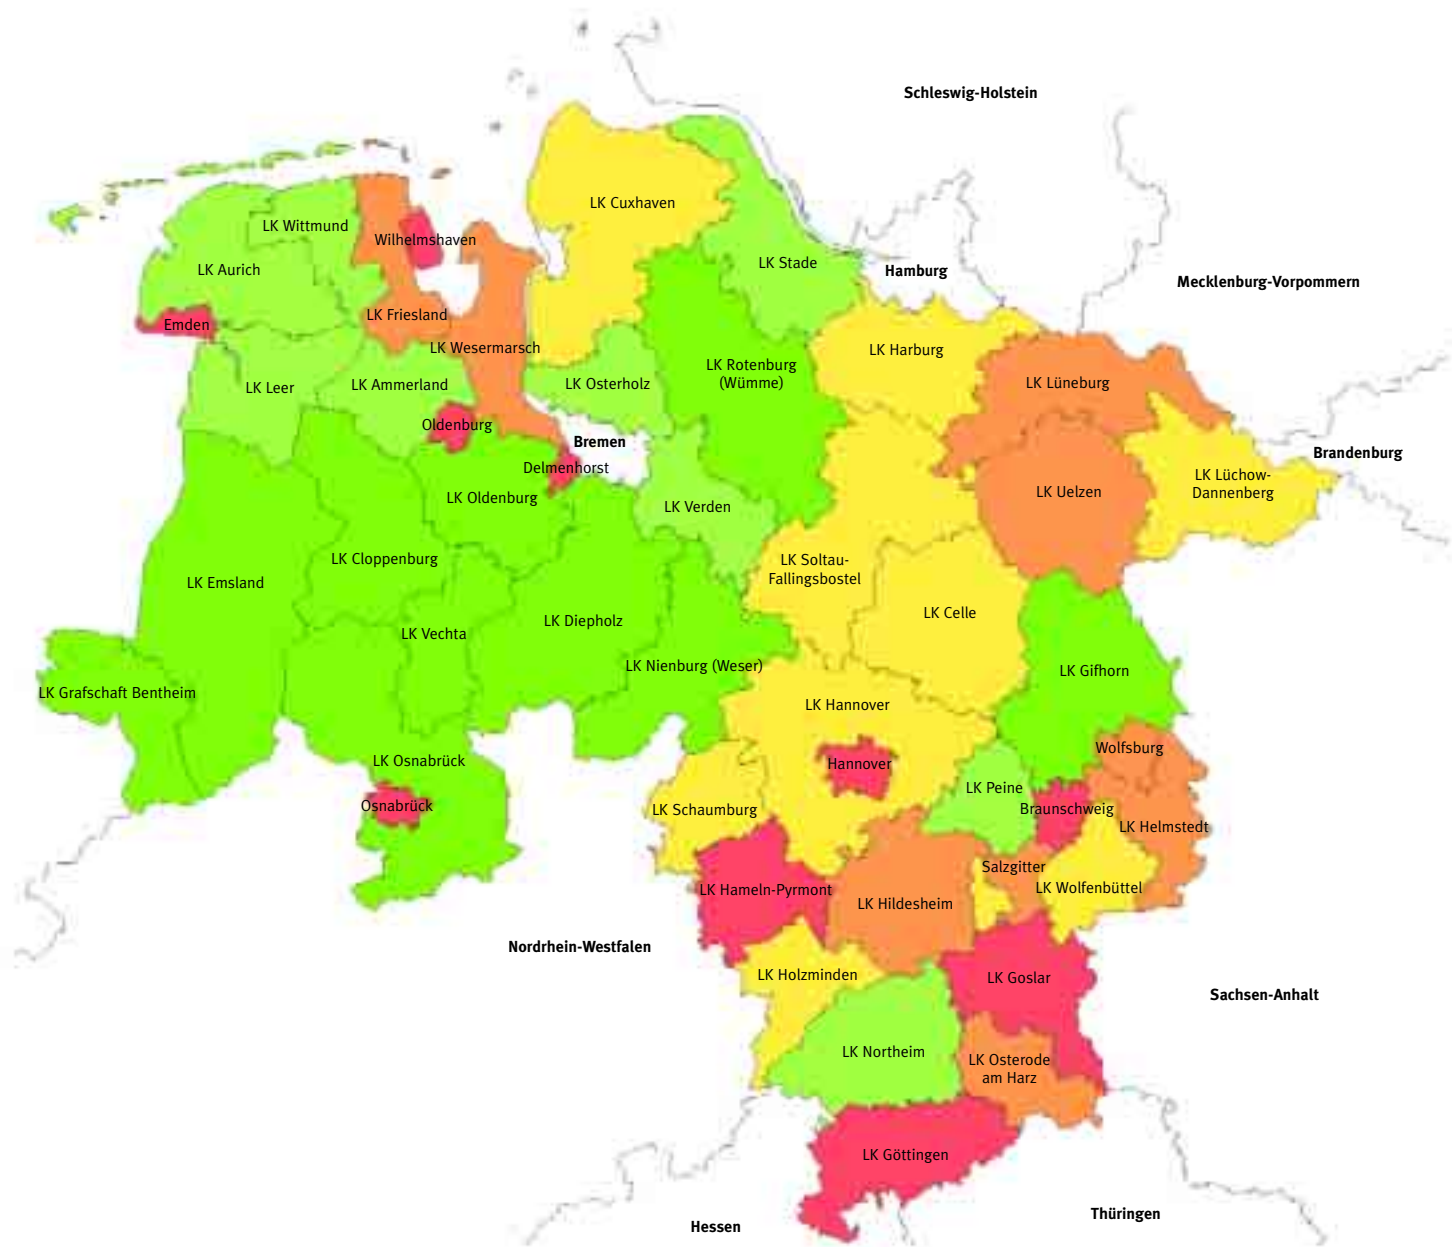 Schleswig-Holstein
LK Cuxhaven
LK Wittmund
Wilhelmshaven
LK Aurich
LK Stade
Hamburg
Mecklenburg-Vorpommern
Emden
LK Friesland
LK Wesermarsch
LK Harburg
LK Rotenburg
(Wümme)
LK Leer
LK Ammerland
LK Osterholz
LK Lüneburg
Oldenburg
Bremen
Brandenburg
Delmenhorst
LK Oldenburg
LK Verden
LK Uelzen
LK Lüchow-
Dannenberg
LK Cloppenburg
LK Emsland
LK Soltau-
Fallingsbostel
LK Celle
LK Diepholz
LK Vechta
LK Nienburg (Weser)
LK Gifhorn
LK Grafschaft Bentheim
LK Hannover
Wolfsburg
LK Osnabrück
Hannover
LK Peine
Osnabrück
LK Schaumburg
Braunschweig
LK Helmstedt
Salzgitter
LK Hameln-Pyrmont
LK Wolfenbüttel
LK Hildesheim
Nordrhein-Westfalen
LK Holzminden
LK Goslar
Sachsen-Anhalt
LK Northeim
LK Osterode
am Harz
LK Göttingen
Thüringen
Hessen